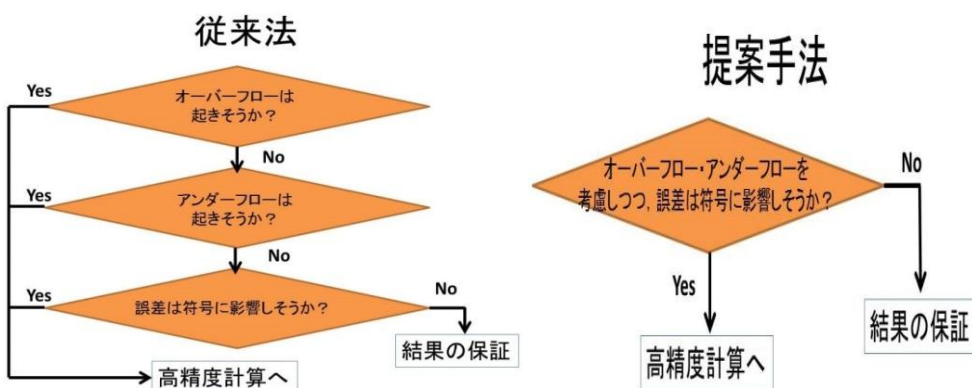 従来法
Yes
オーバーフローは
起きそうか？
No
Yes
アンダーフローは
起きそうか？
No
Yes
誤差は符号に影響しそうか？
No
結果の保証
高精度計算へ
提案手法
オーバーフロー・アンダーフローを
考慮しつつ，誤差は符号に影響しそうか？
No
Yes
結果の保証
高精度計算へ